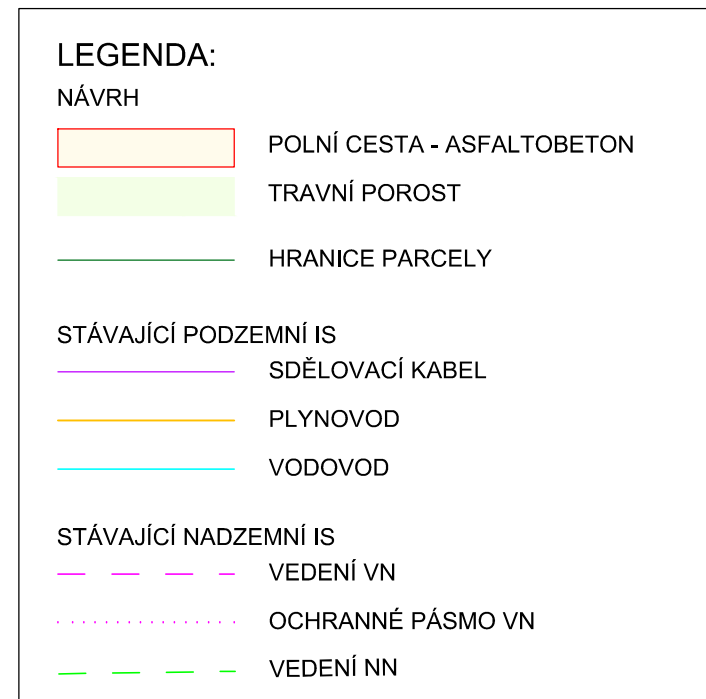 LEGENDA:
NÁVRH
POLNÍ CESTA - ASFALTOBETON
TRAVNÍ POROST
HRANICE PARCELY
STÁVAJÍCÍ PODZEMNÍ IS
SDĚLOVACÍ KABEL
PLYNOVOD
VODOVOD
STÁVAJÍCÍ NADZEMNÍ IS
VEDENÍ VN
OCHRANNÉ PÁSMO VN
VEDENÍ NN